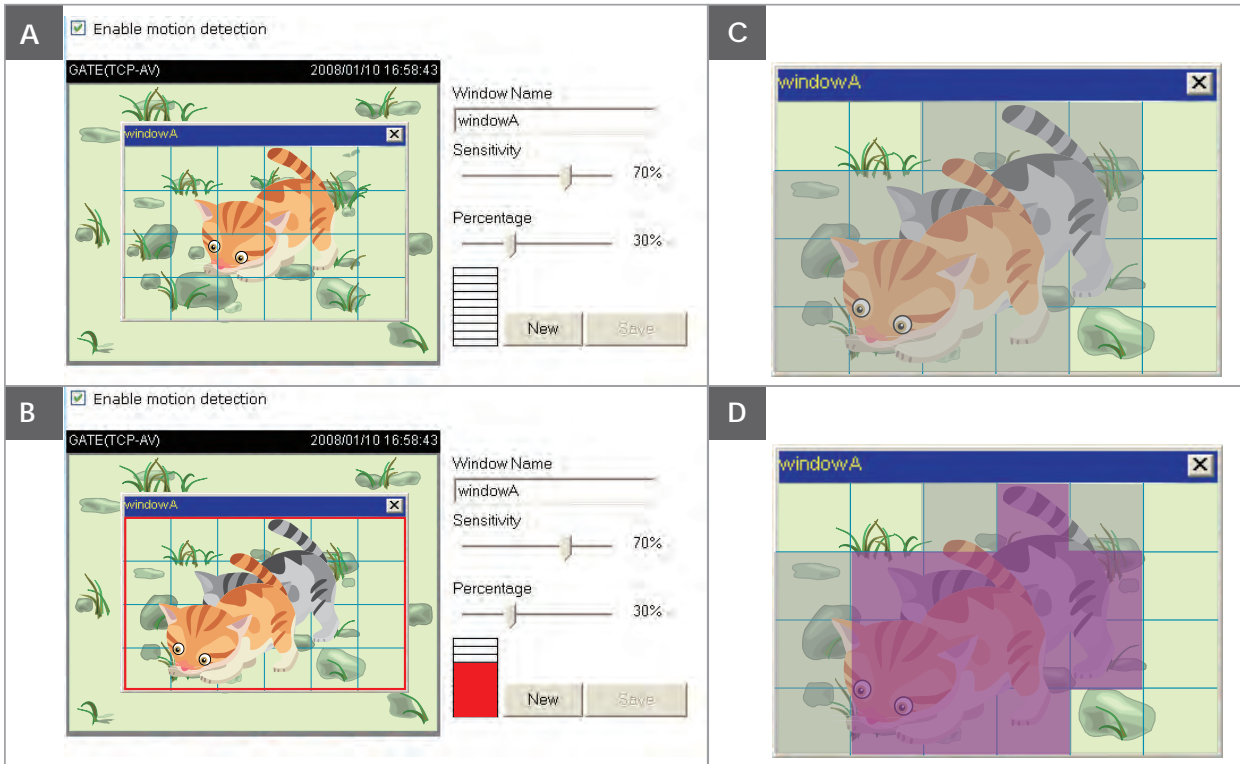 A
Enable motion detection
GATE(TCP-AV) 2008/01/10 16:58:43
windowA
Window Name
windowA
Sensitivity
70%
Percentage
30%
New Save
C
windowA
B
Enable motion detection
GATE(TCP-AV) 2008/01/10 16:58:43
windowA
Window Name
windowA
Sensitivity
70%
Percentage
30%
New Save
D
windowA